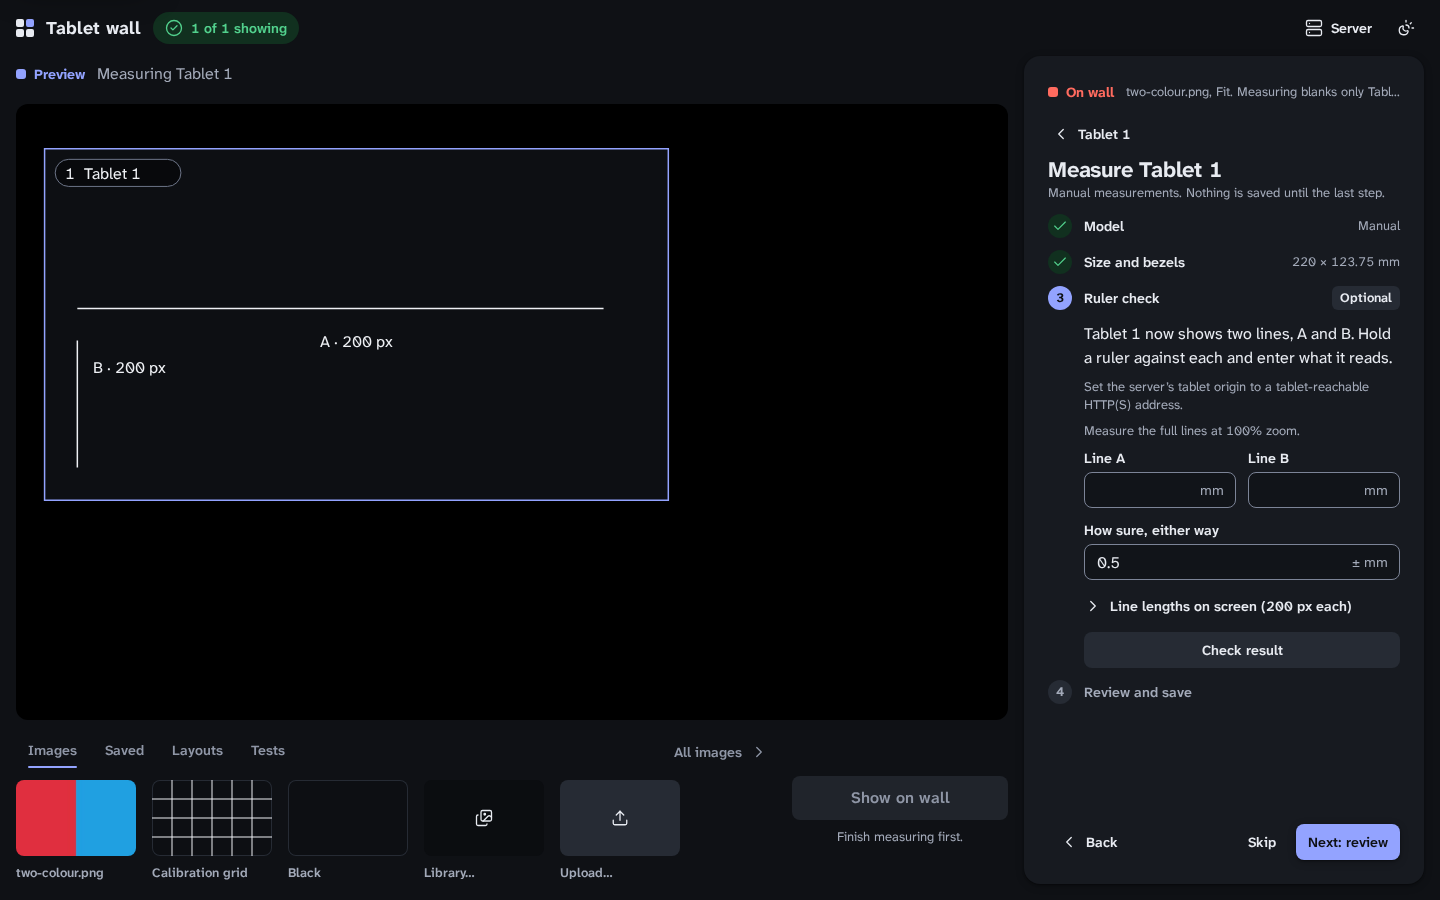 Tablet wall
1 of 1 showing
Server
Preview Measuring Tablet 1
1 Tablet 1
A · 200 px
B · 200 px
Images Saved Layouts Tests
All images
two-colour.png
Calibration grid
Black
Library...
Upload...
Show on wall
Finish measuring first.
On wall two-colour.png, Fit. Measuring blanks only Tabl...
Tablet 1
Measure Tablet 1
Manual measurements. Nothing is saved until the last step.
Model Manual
Size and bezels 220 × 123.75 mm
3 Ruler check Optional
Tablet 1 now shows two lines, A and B. Hold
a ruler against each and enter what it reads.
Set the server's tablet origin to a tablet-reachable
HTTP(S) address.
Measure the full lines at 100% zoom.
Line A Line B
mm mm
How sure, either way
0.5 ± mm
Line lengths on screen (200 px each)
Check result
4 Review and save
Back Skip Next: review